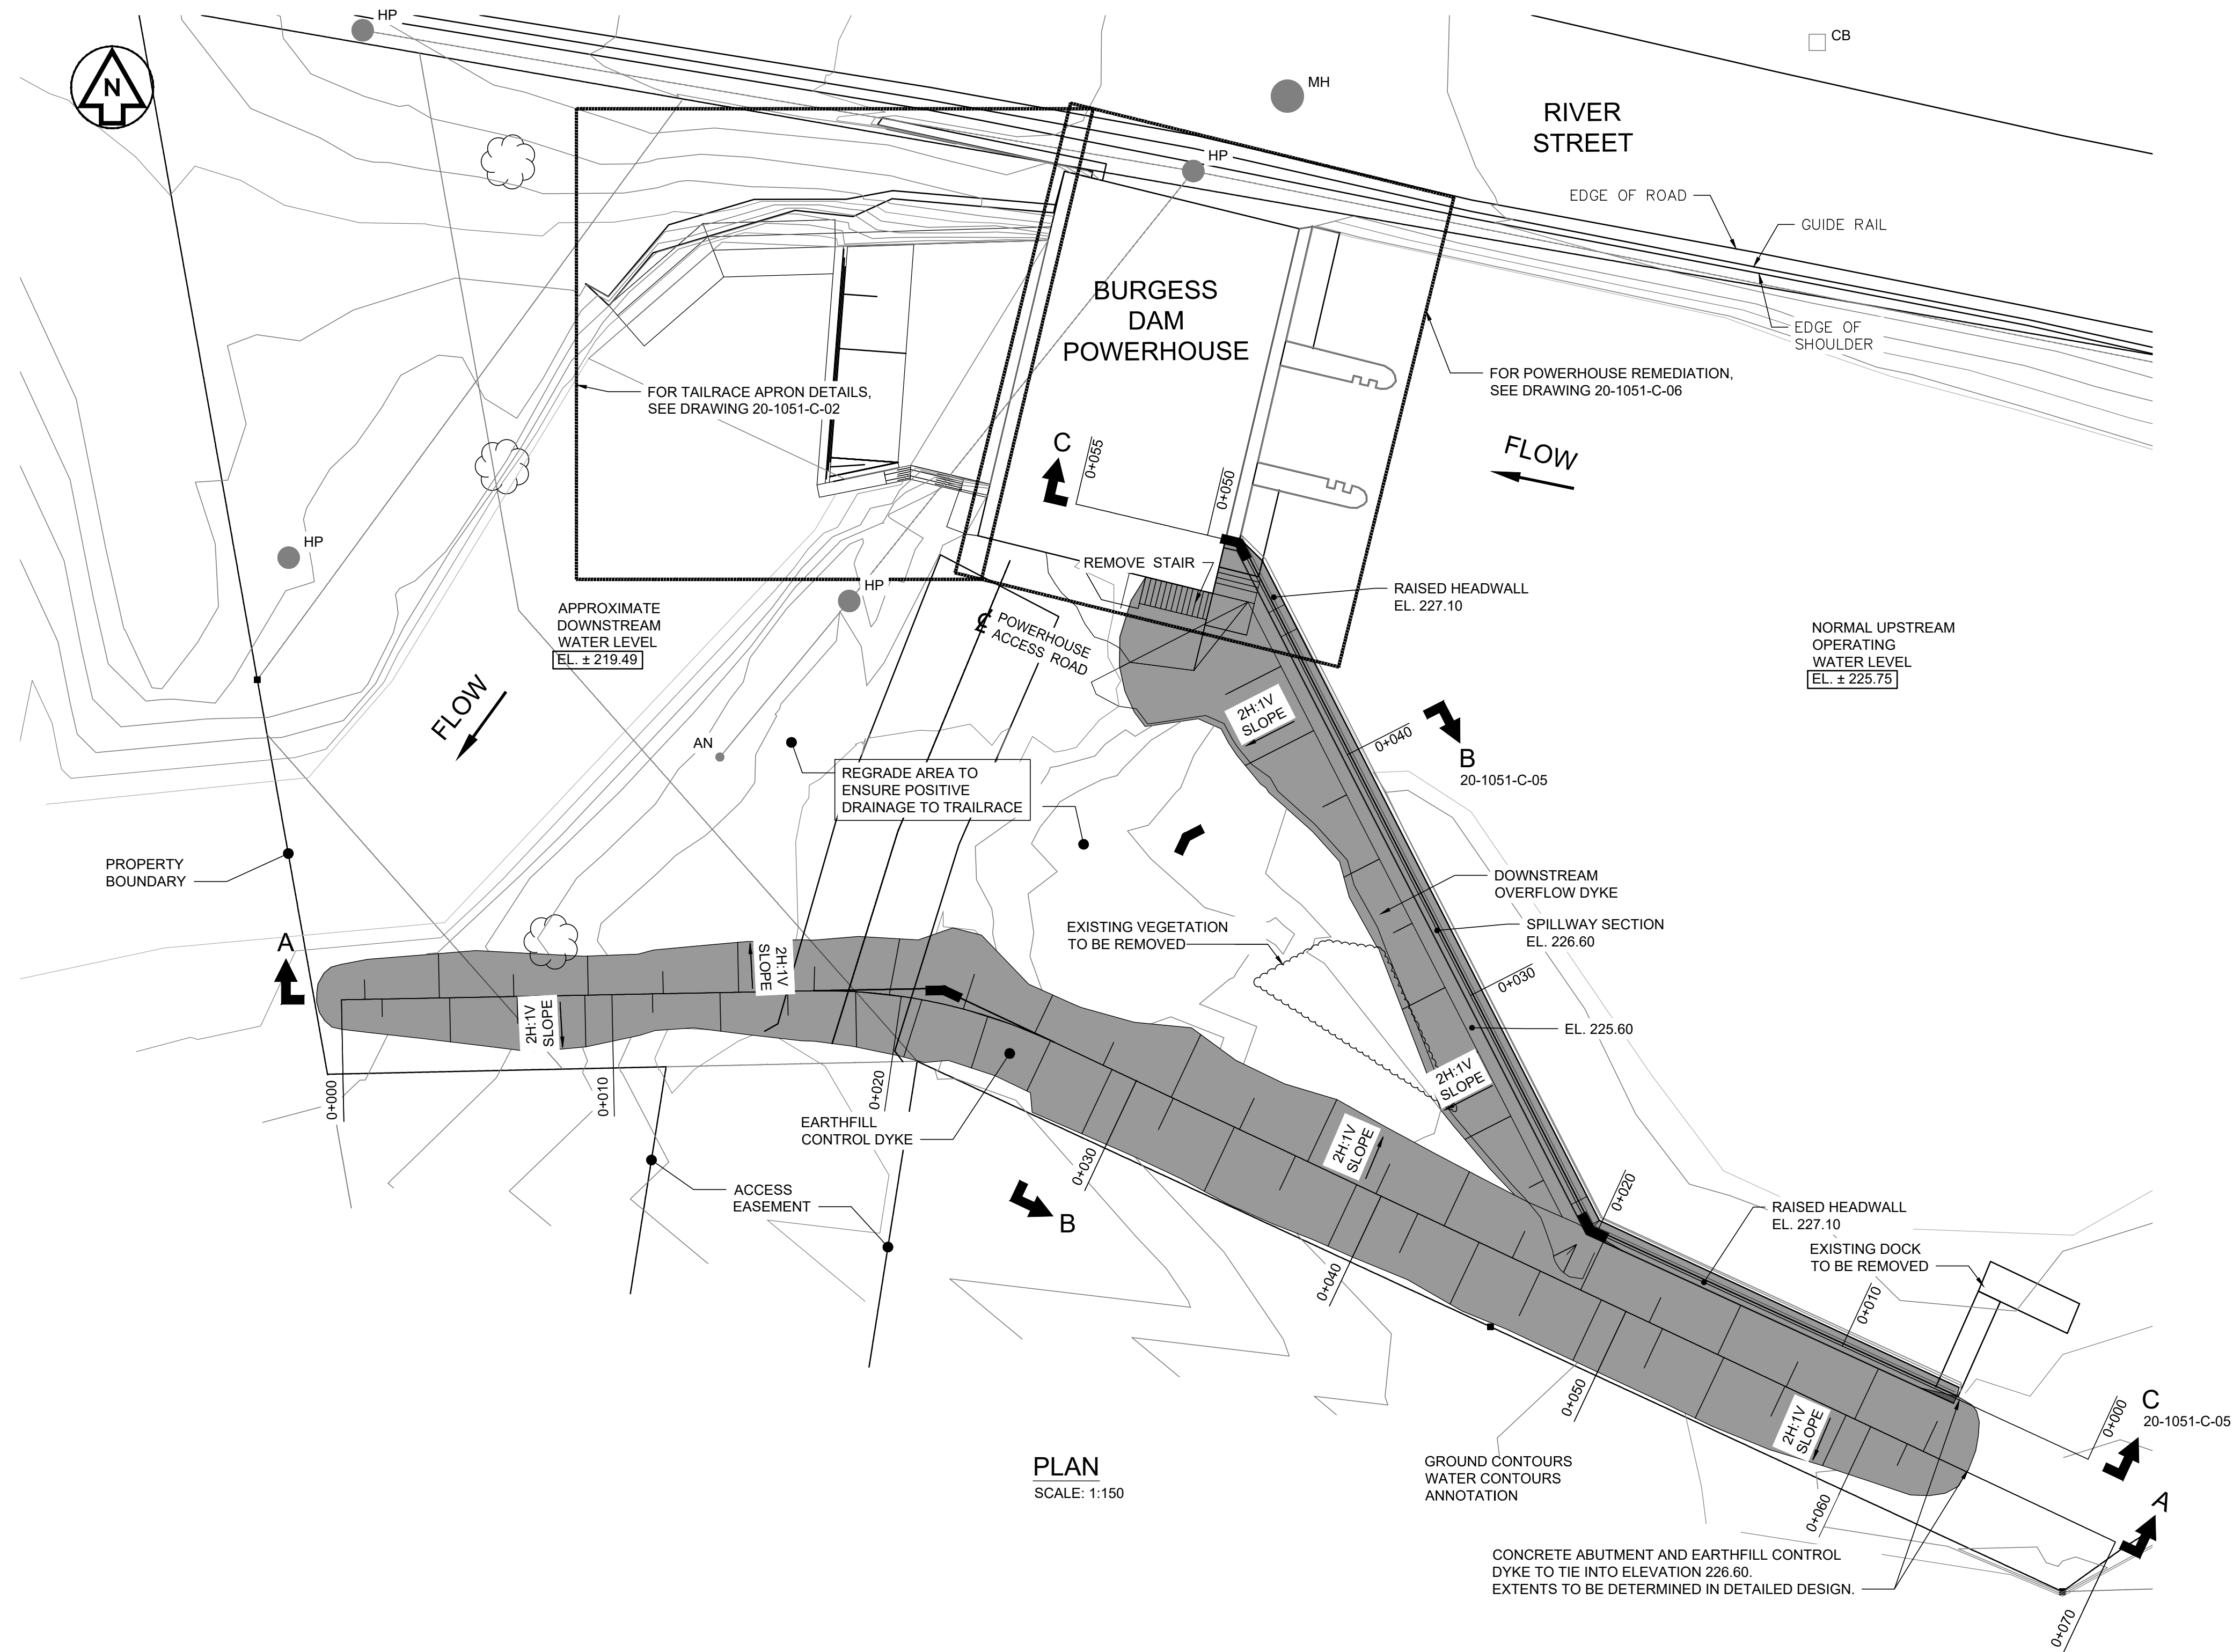 HP
N
CB
MH
RIVER
STREET
HP
EDGE OF ROAD
GUIDE RAIL
EDGE OF
SHOULDER
BURGESS
DAM
POWERHOUSE
FOR TAILRACE APRON DETAILS,
SEE DRAWING 20-1051-C-02
FOR POWERHOUSE REMEDIATION,
SEE DRAWING 20-1051-C-06
C
0+055
0+050
FLOW
HP
REMOVE STAIR
HP
RAISED HEADWALL
EL. 227.10
APPROXIMATE
DOWNSTREAM
WATER LEVEL
EL. ± 219.49
℄ POWERHOUSE
ACCESS ROAD
NORMAL UPSTREAM
OPERATING
WATER LEVEL
EL. ± 225.75
FLOW
2H:1V
SLOPE
AN
0+040
B
20-1051-C-05
REGRADE AREA TO
ENSURE POSITIVE
DRAINAGE TO TRAILRACE
PROPERTY
BOUNDARY
DOWNSTREAM
OVERFLOW DYKE
EXISTING VEGETATION
TO BE REMOVED
SPILLWAY SECTION
EL. 226.60
A
2H:1V
SLOPE
0+030
2H:1V
SLOPE
EL. 225.60
2H:1V
SLOPE
0+000
0+010
0+020
EARTHFILL
CONTROL DYKE
2H:1V
SLOPE
0+030
ACCESS
EASEMENT
B
0+020
RAISED HEADWALL
EL. 227.10
EXISTING DOCK
TO BE REMOVED
0+040
0+010
0+050
2H:1V
SLOPE
0+000
C
20-1051-C-05
PLAN
SCALE: 1:150
GROUND CONTOURS
WATER CONTOURS
ANNOTATION
0+060
A
CONCRETE ABUTMENT AND EARTHFILL CONTROL
DYKE TO TIE INTO ELEVATION 226.60.
EXTENTS TO BE DETERMINED IN DETAILED DESIGN.
0+070